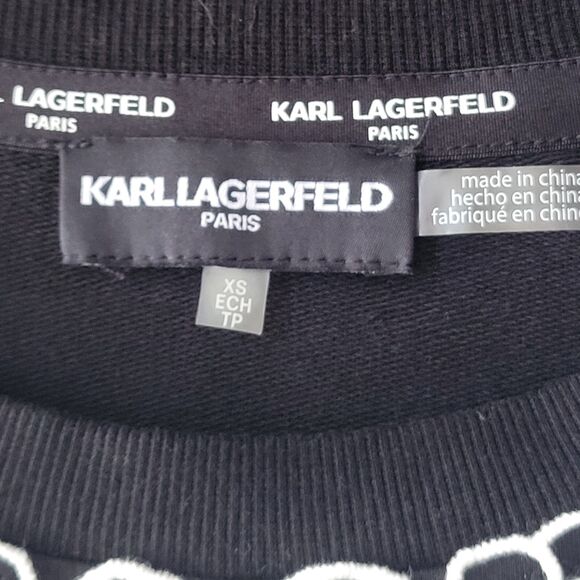 LAGERFELD
PARIS
KARL LAGERFELD
PARIS
KARL LAGERFELD
PARIS
made in china
hecho en china
fabriqué en chine
XS
ECH
TP